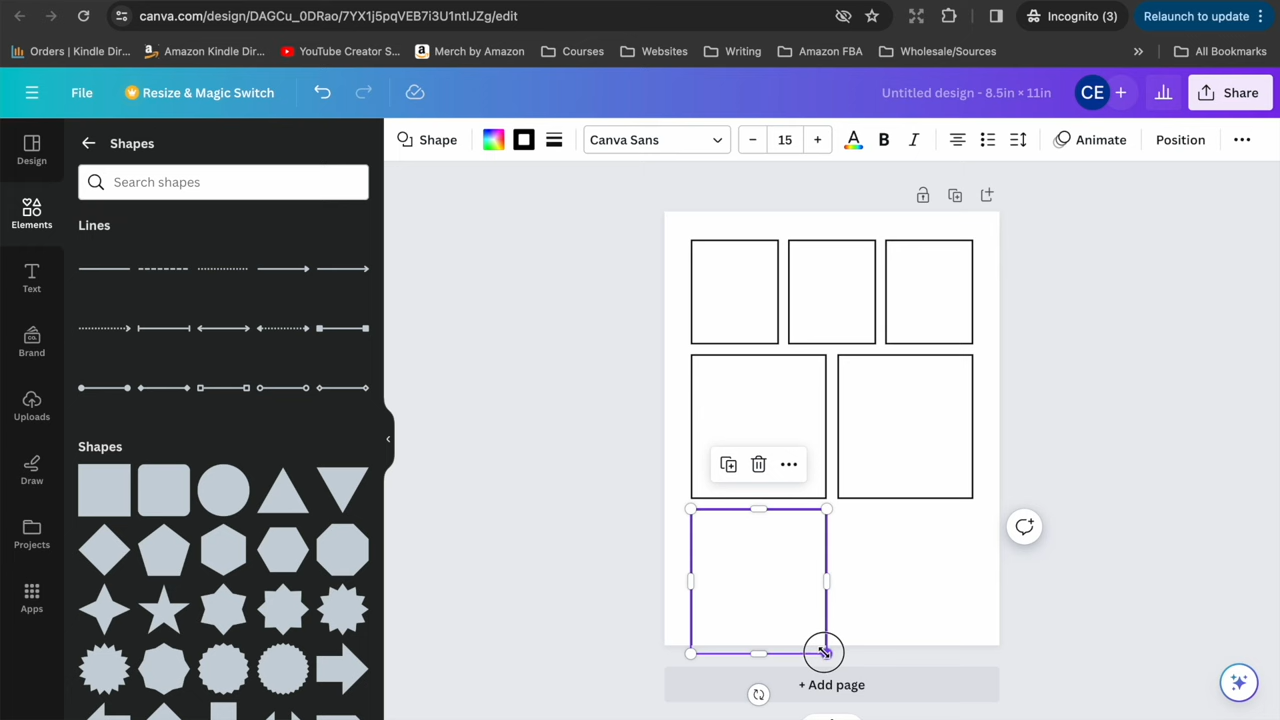 canva.com/design/DAGCu_0DRao/7YX1j5pqVEB7i3U1ntIJZg/edit
Incognito (3)
Relaunch to update
Orders | Kindle Dir...
Amazon Kindle Dir...
YouTube Creator S...
Merch by Amazon
Courses
Websites
Writing
Amazon FBA
Wholesale/Sources
All Bookmarks
File
Resize & Magic Switch
Untitled design - 8.5in × 11in
CE
Share
Design
Elements
Text
Brand
Uploads
Draw
Projects
Apps
Shapes
Search shapes
Lines
Shapes
Shape
Canva Sans
15
A
B
I
Animate
Position
+ Add page